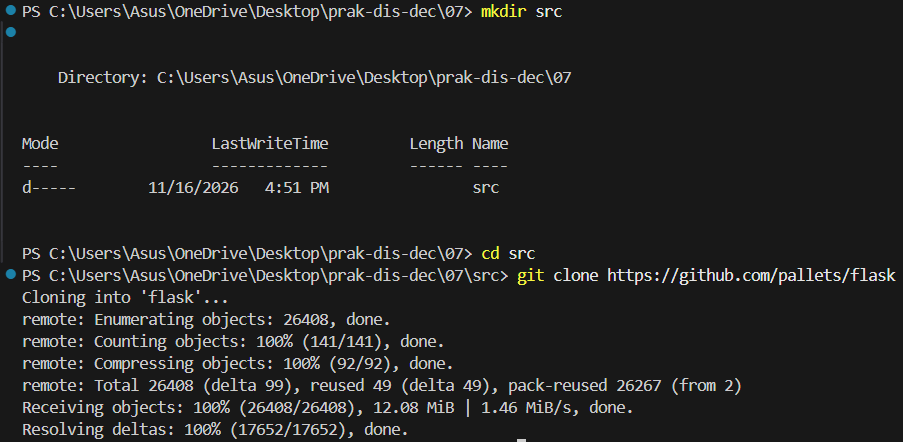 PS C:\Users\Asus\OneDrive\Desktop\prak-dis-dec\07> mkdir src
Directory: C:\Users\Asus\OneDrive\Desktop\prak-dis-dec\07
Mode LastWriteTime Length Name
---- ------------- ------ ----
d----- 11/16/2026 4:51 PM src
PS C:\Users\Asus\OneDrive\Desktop\prak-dis-dec\07> cd src
PS C:\Users\Asus\OneDrive\Desktop\prak-dis-dec\07\src> git clone https://github.com/pallets/flask
Cloning into 'flask'...
remote: Enumerating objects: 26408, done.
remote: Counting objects: 100% (141/141), done.
remote: Compressing objects: 100% (92/92), done.
remote: Total 26408 (delta 99), reused 49 (delta 49), pack-reused 26267 (from 2)
Receiving objects: 100% (26408/26408), 12.08 MiB | 1.46 MiB/s, done.
Resolving deltas: 100% (17652/17652), done.